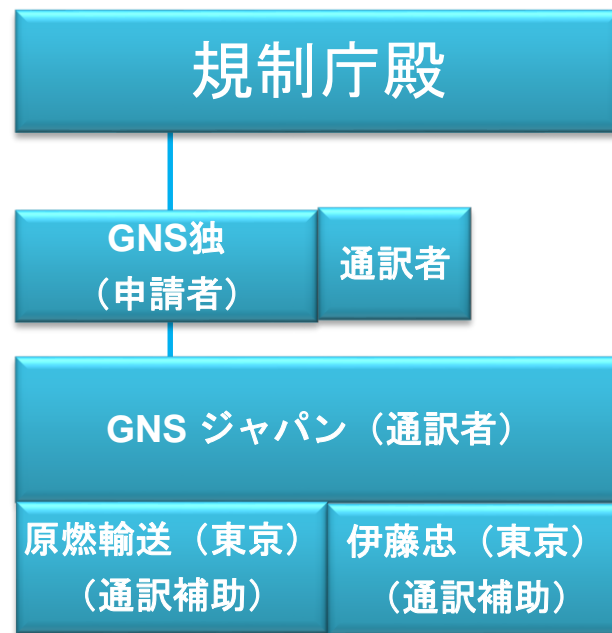 規制庁殿
GNS独
（申請者）
通訳者
GNS ジャパン（通訳者）
原燃輸送（東京）
（通訳補助）
伊藤忠（東京）
（通訳補助）